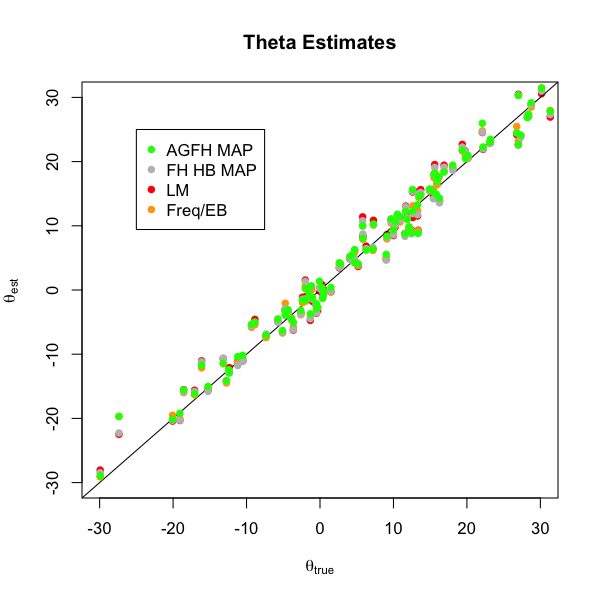 Theta Estimates
AGFH MAP
FH HB MAP
LM
Freq/EB
30
20
10
0
-10
-20
-30
θest
-30 -20 -10 0 10 20 30
θtrue